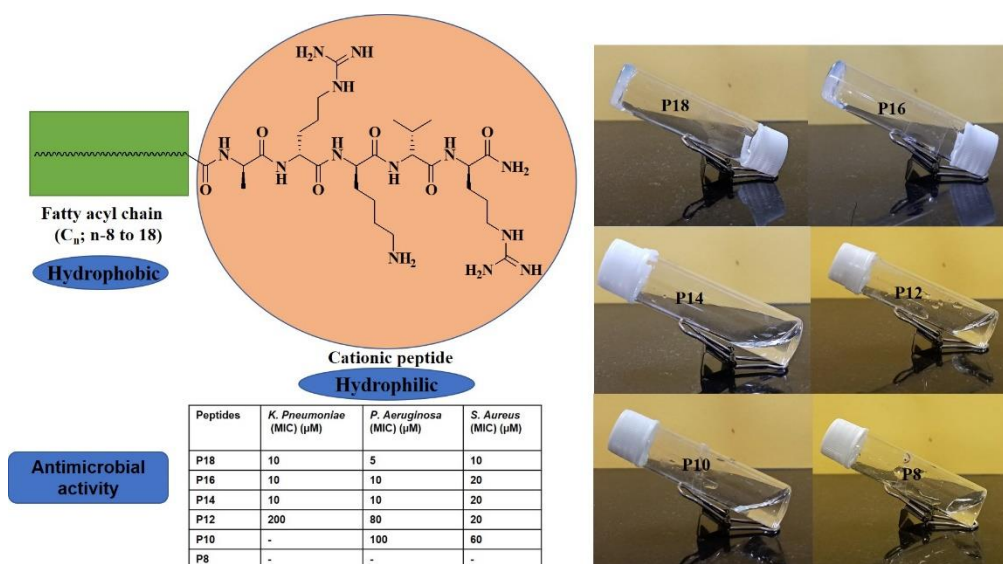 H₂N NH
NH
O O O
H H H
N N N
N N NH₂
H H
O O O
NH
NH₂
H₂N NH
Fatty acyl chain
(Cₙ; n-8 to 18)
Hydrophobic
Cationic peptide
Hydrophilic
Antimicrobial
activity
Peptides K. Pneumoniae P. Aeruginosa S. Aureus
(MIC) (µM) (MIC) (µM) (MIC) (µM)
P18 10 5 10
P16 10 10 20
P14 10 10 20
P12 200 80 20
P10 - 100 60
P8 - - -
P18 P16
P14 P12
P10 P8